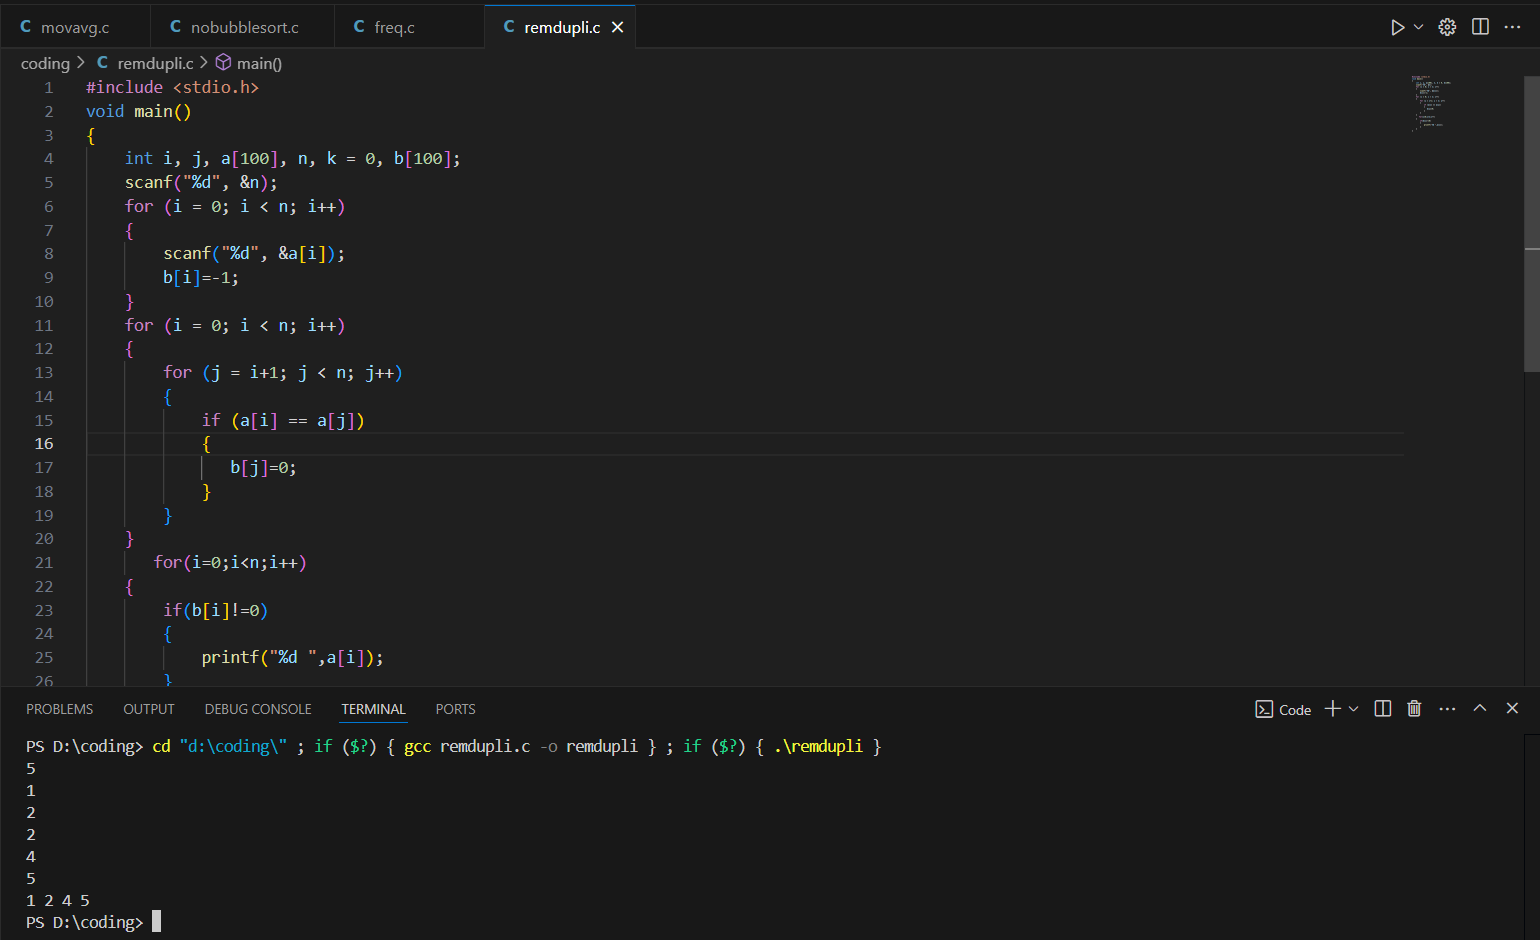 C movavg.c C nobubblesort.c C freq.c C remdupli.c
coding > C remdupli.c > main()
1 #include <stdio.h>
2 void main()
3 {
4     int i, j, a[100], n, k = 0, b[100];
5     scanf("%d", &n);
6     for (i = 0; i < n; i++)
7     {
8         scanf("%d", &a[i]);
9         b[i]=-1;
10     }
11     for (i = 0; i < n; i++)
12     {
13         for (j = i+1; j < n; j++)
14         {
15             if (a[i] == a[j])
16             {
17                b[j]=0;
18             }
19         }
20     }
21        for(i=0;i<n;i++)
22     {
23         if(b[i]!=0)
24         {
25             printf("%d ",a[i]);
26         }
PROBLEMS OUTPUT DEBUG CONSOLE TERMINAL PORTS Code
PS D:\coding> cd "d:\coding\" ; if ($?) { gcc remdupli.c -o remdupli } ; if ($?) { .\remdupli }
5
1
2
2
4
5
1 2 4 5
PS D:\coding>